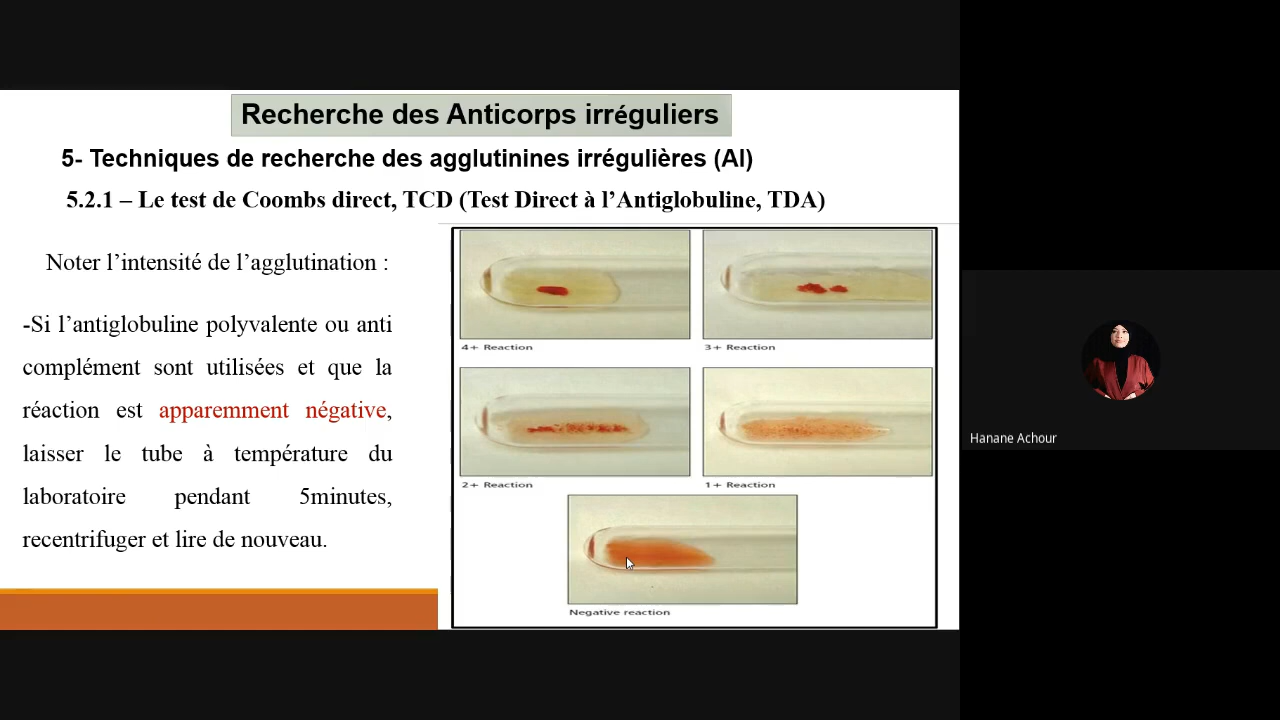 Recherche des Anticorps irréguliers
5- Techniques de recherche des agglutinines irrégulières (AI)
5.2.1 – Le test de Coombs direct, TCD (Test Direct à l’Antiglobuline, TDA)
Noter l’intensité de l’agglutination :
-Si l’antiglobuline polyvalente ou anti
complément sont utilisées et que la
réaction est apparemment négative,
laisser le tube à température du
laboratoire pendant 5minutes,
recentrifuger et lire de nouveau.
4+ Reaction
3+ Reaction
2+ Reaction
1+ Reaction
Negative reaction
Hanane Achour